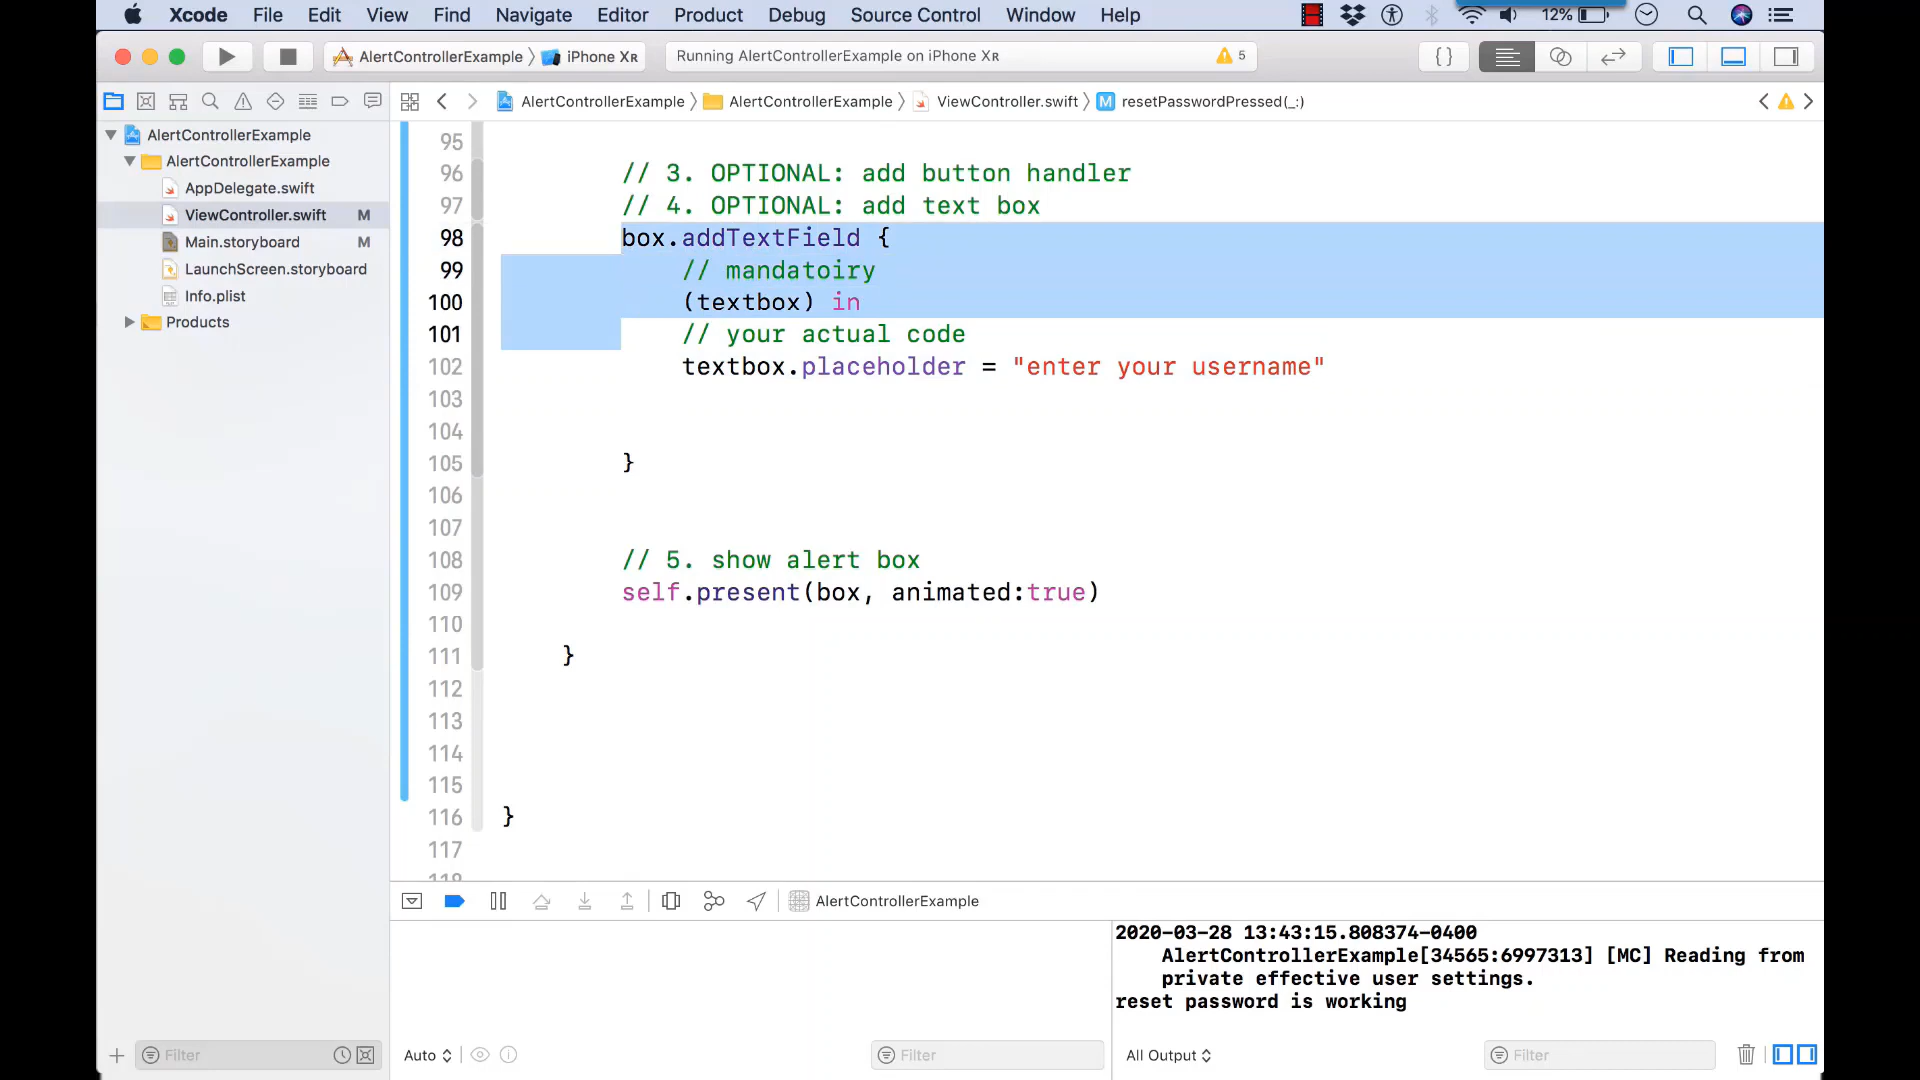 Xcode File Edit View Find Navigate Editor Product Debug Source Control Window Help 12%
AlertControllerExample iPhone XR Running AlertControllerExample on iPhone XR 5
AlertControllerExample AlertControllerExample ViewController.swift M resetPasswordPressed(_:)
AlertControllerExample
AlertControllerExample
AppDelegate.swift
ViewController.swift M
Main.storyboard M
LaunchScreen.storyboard
Info.plist
Products
95
96 // 3. OPTIONAL: add button handler
97 // 4. OPTIONAL: add text box
98 box.addTextField {
99 // mandatoiry
100 (textbox) in
101 // your actual code
102 textbox.placeholder = "enter your username"
103
104
105 }
106
107
108 // 5. show alert box
109 self.present(box, animated:true)
110
111 }
112
113
114
115
116 }
117
118
AlertControllerExample
2020-03-28 13:43:15.808374-0400
AlertControllerExample[34565:6997313] [MC] Reading from
private effective user settings.
reset password is working
Filter Auto Filter All Output Filter